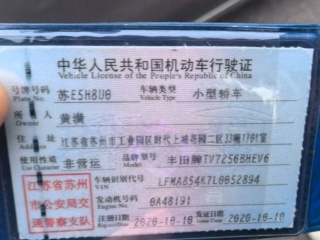 中华人民共和国机动车行驶证
Vehicle License of the People's Republic of China
号牌号码 苏E5H8U0 车辆类型 小型轿车
Plate No. Vehicle Type
所有人 黄潢
Owner
住址 江苏省苏州市工业园区时代上城花园二区33幢1701室
Address
使用性质 非营运 品牌型号 丰田牌TV7256BHEV6
Use Character Model
江苏省苏州
市公安局交
通警察支队
车辆识别代号 LFMA854K7L0052894
VIN
发动机号码 0A48191
Engine No.
注册日期 2020-10-10 发证日期 2020-10-10
Register Date Issue Date